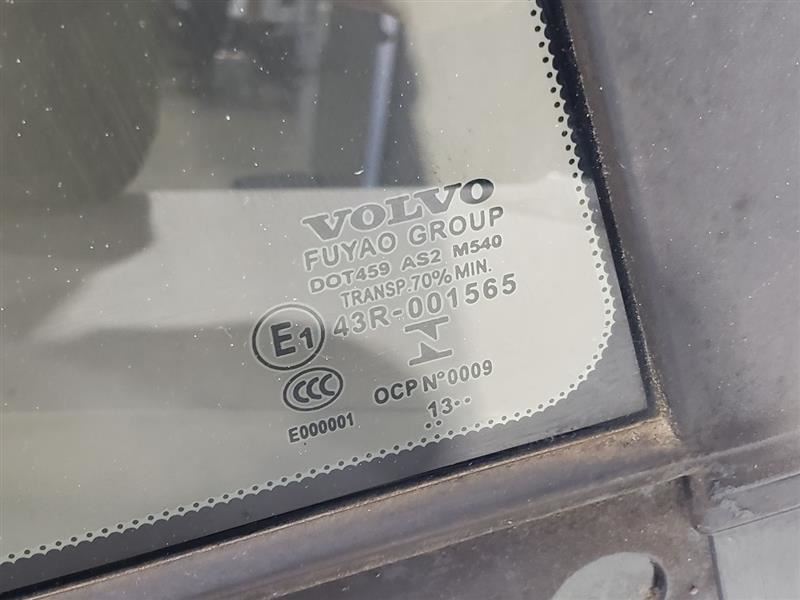 VOLVO
FUYAO GROUP
DOT459 AS2 M540
TRANSP.70% MIN.
E1 43R-001565
CCC OCP N°0009
E000001 ..13..